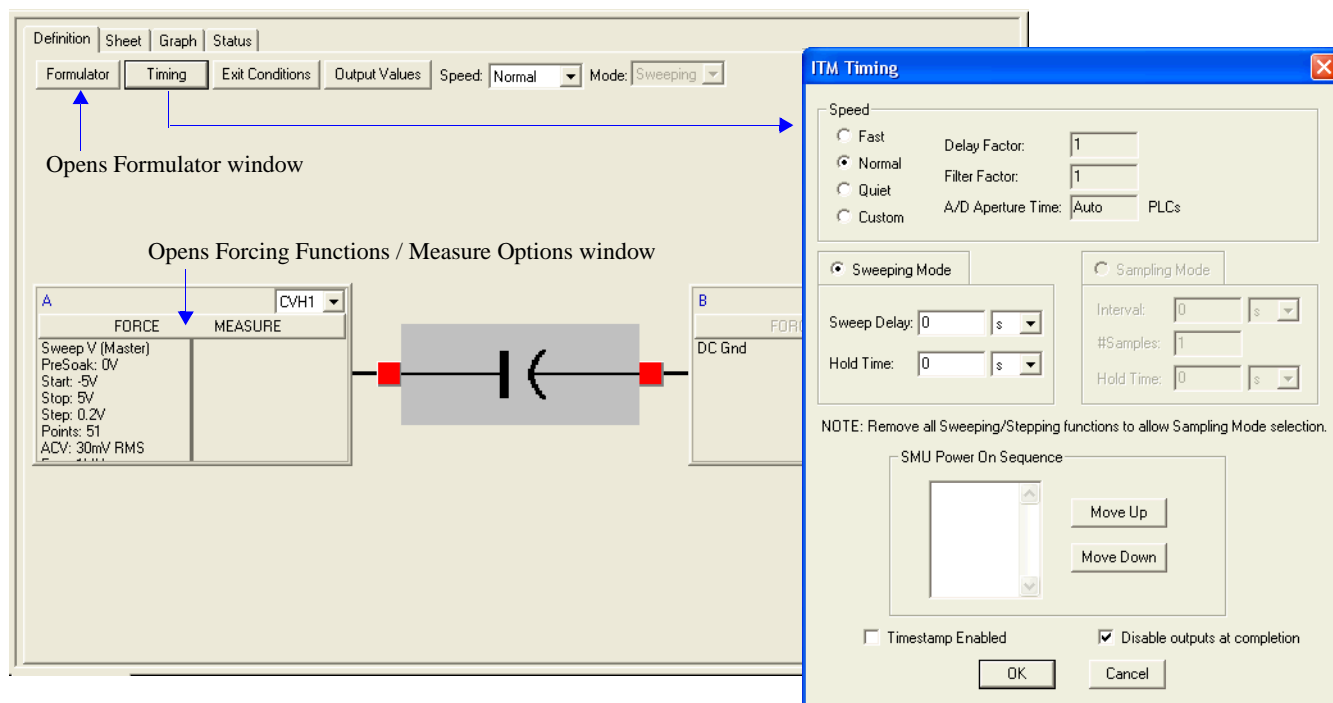 Definition Sheet Graph Status
Formulator Timing Exit Conditions Output Values Speed: Normal Mode: Sweeping
Opens Formulator window
Opens Forcing Functions / Measure Options window
A CVH1
FORCE MEASURE
Sweep V (Master)
PreSoak: 0V
Start: -5V
Stop: 5V
Step: 0.2V
Points: 51
ACV: 30mV RMS
B
DC Gnd
ITM Timing
Speed
Fast
Normal
Quiet
Custom
Delay Factor: 1
Filter Factor: 1
A/D Aperture Time: Auto PLCs
Sweeping Mode
Sweep Delay: 0 s
Hold Time: 0 s
Sampling Mode
Interval: 0 s
#Samples: 1
Hold Time: 0 s
NOTE: Remove all Sweeping/Stepping functions to allow Sampling Mode selection.
SMU Power On Sequence
Move Up
Move Down
Timestamp Enabled Disable outputs at completion
OK Cancel